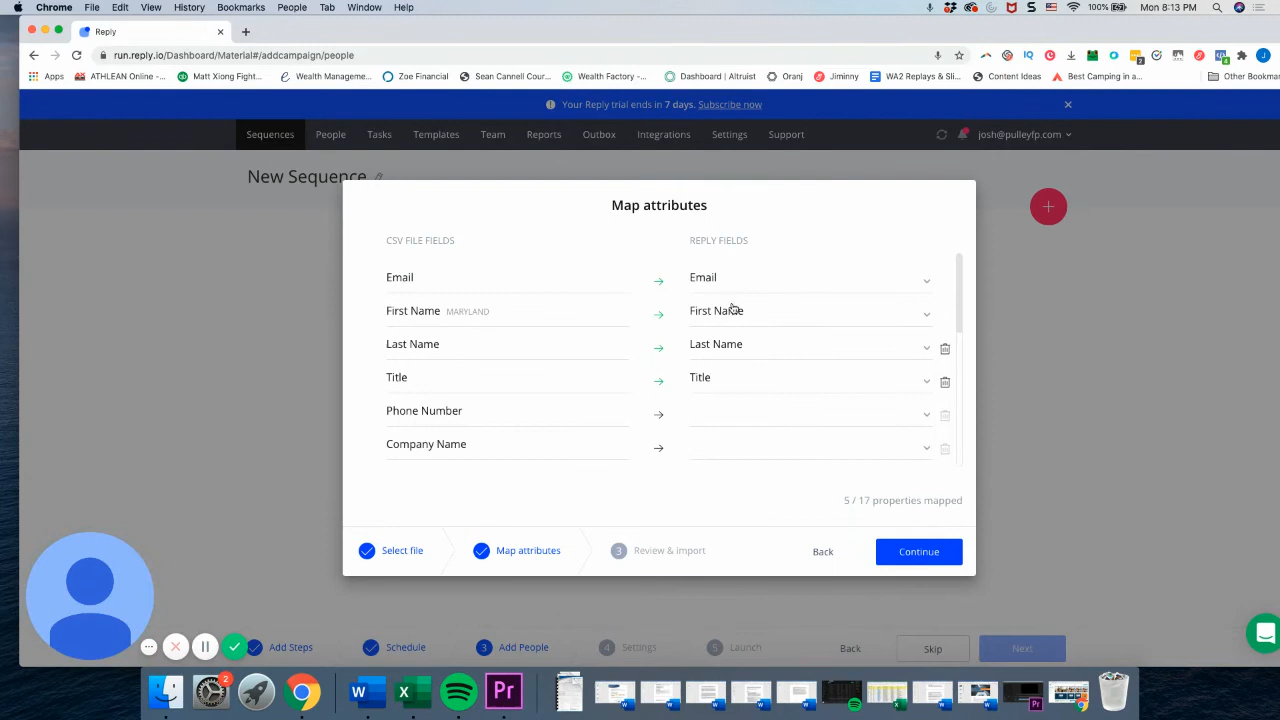 Chrome File Edit View History Bookmarks People Tab Window Help 100% Mon 8:13 PM
Reply
run.reply.io/Dashboard/Material#/addcampaign/people
Apps ATHLEAN Online -... Matt Xiong Fight... Wealth Manageme... Zoe Financial Sean Cannell Cour... Wealth Factory -... Dashboard | Altruist Oranj Jiminny WA2 Replays & Sli... Content Ideas Best Camping in a... Other Bookmar
Your Reply trial ends in 7 days. Subscribe now
Sequences People Tasks Templates Team Reports Outbox Integrations Settings Support josh@pulleyfp.com
New Sequence
Map attributes
CSV FILE FIELDS REPLY FIELDS
Email Email
First Name MARYLAND First Name
Last Name Last Name
Title Title
Phone Number
Company Name
5 / 17 properties mapped
Select file Map attributes 3 Review & import Back Continue
Add Steps Schedule 3 Add People 4 Settings 5 Launch Back Skip Next